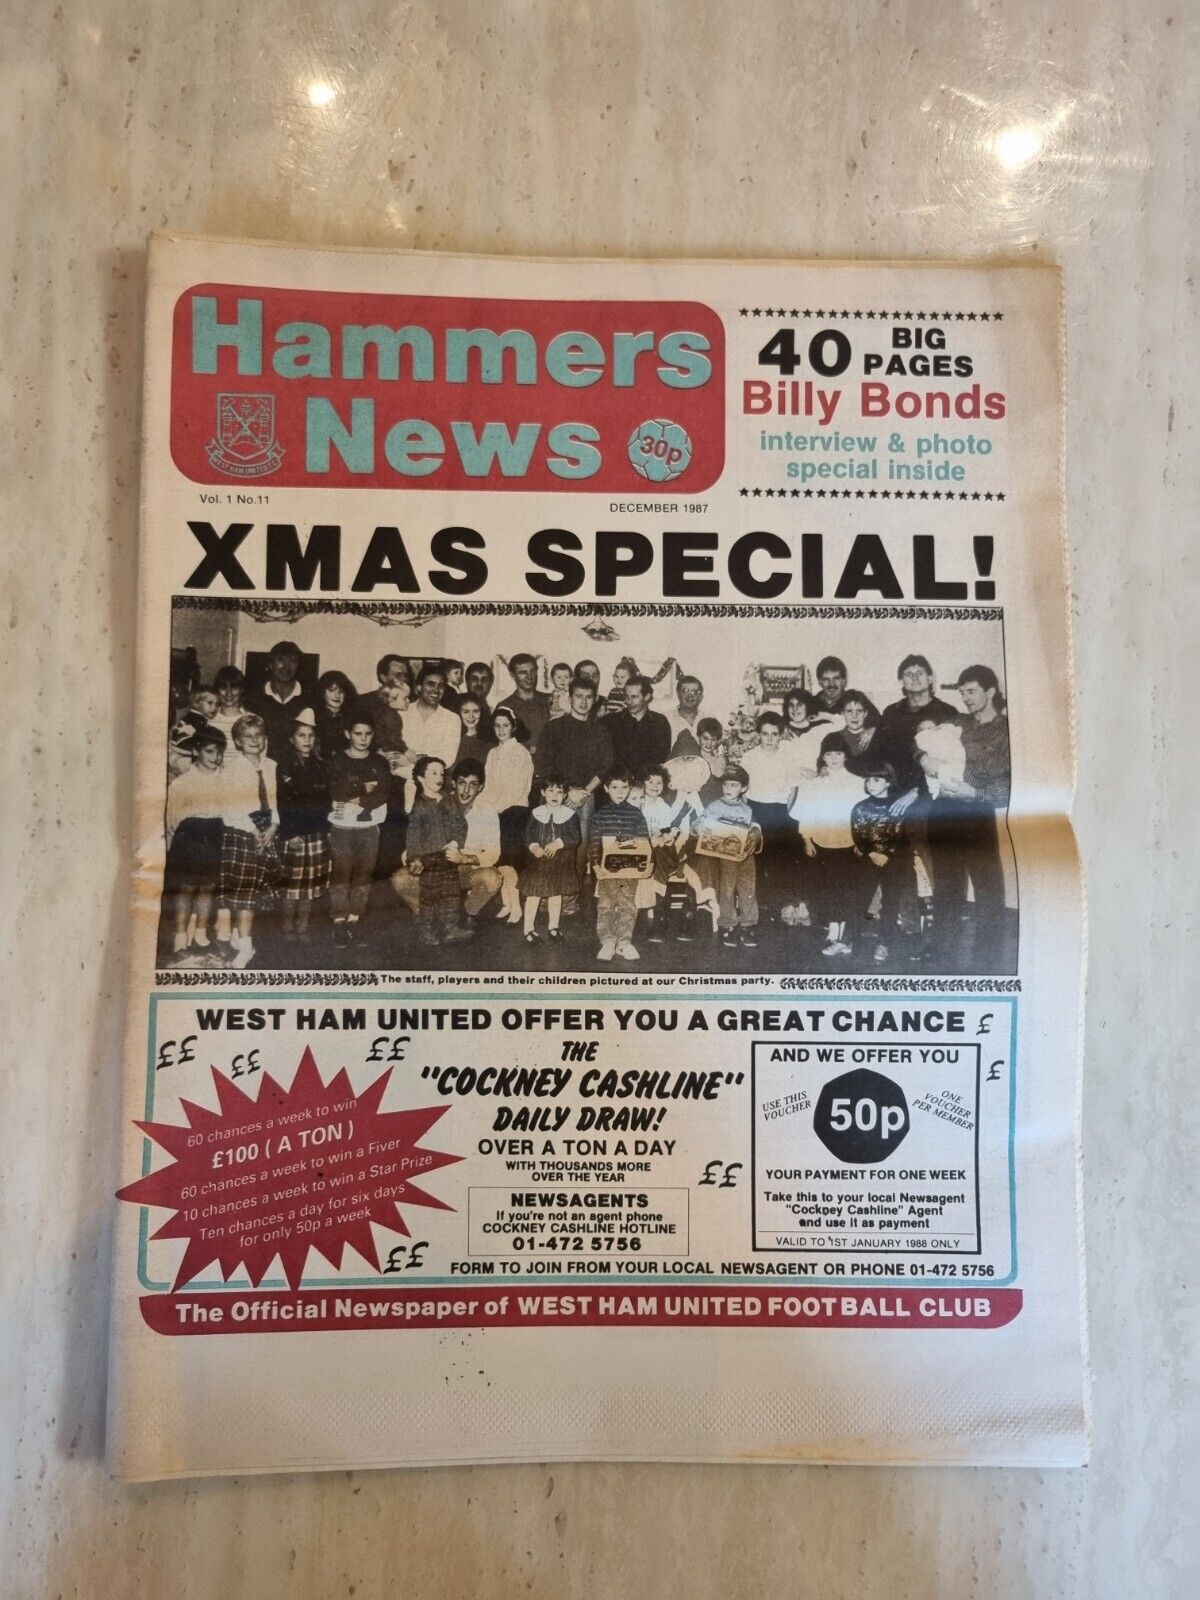 Hammers
News
WEST HAM UNITED F.C.
30p
40 BIG
PAGES
Billy Bonds
interview & photo
special inside
Vol. 1 No.11
DECEMBER 1987
XMAS SPECIAL!
The staff, players and their children pictured at our Christmas party.
WEST HAM UNITED OFFER YOU A GREAT CHANCE £
££
££
££
60 chances a week to win
£100 ( A TON )
60 chances a week to win a Fiver
10 chances a week to win a Star Prize
Ten chances a day for six days
for only 50p a week
££
THE
"COCKNEY CASHLINE"
DAILY DRAW!
OVER A TON A DAY
WITH THOUSANDS MORE
OVER THE YEAR
££
NEWSAGENTS
If you're not an agent phone
COCKNEY CASHLINE HOTLINE
01-472 5756
AND WE OFFER YOU
£
USE THIS
VOUCHER
50p
ONE
VOUCHER
PER MEMBER
YOUR PAYMENT FOR ONE WEEK
Take this to your local Newsagent
"Cockney Cashline" Agent
and use it as payment
VALID TO 1ST JANUARY 1988 ONLY
FORM TO JOIN FROM YOUR LOCAL NEWSAGENT OR PHONE 01-472 5756
The Official Newspaper of WEST HAM UNITED FOOTBALL CLUB